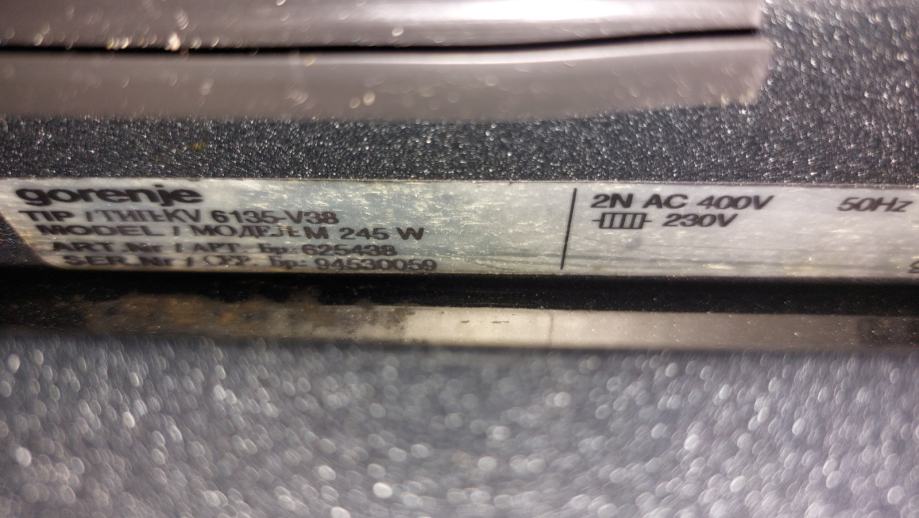 gorenje
TIP / ТИП: KV 6135-V38
MODEL / МОДЕЛ: M 245 W
ART. Nr / АРТ. Бр: 625438
SER. Nr / СЕР. Бр: 94530059
2N AC 400V 50Hz
230V